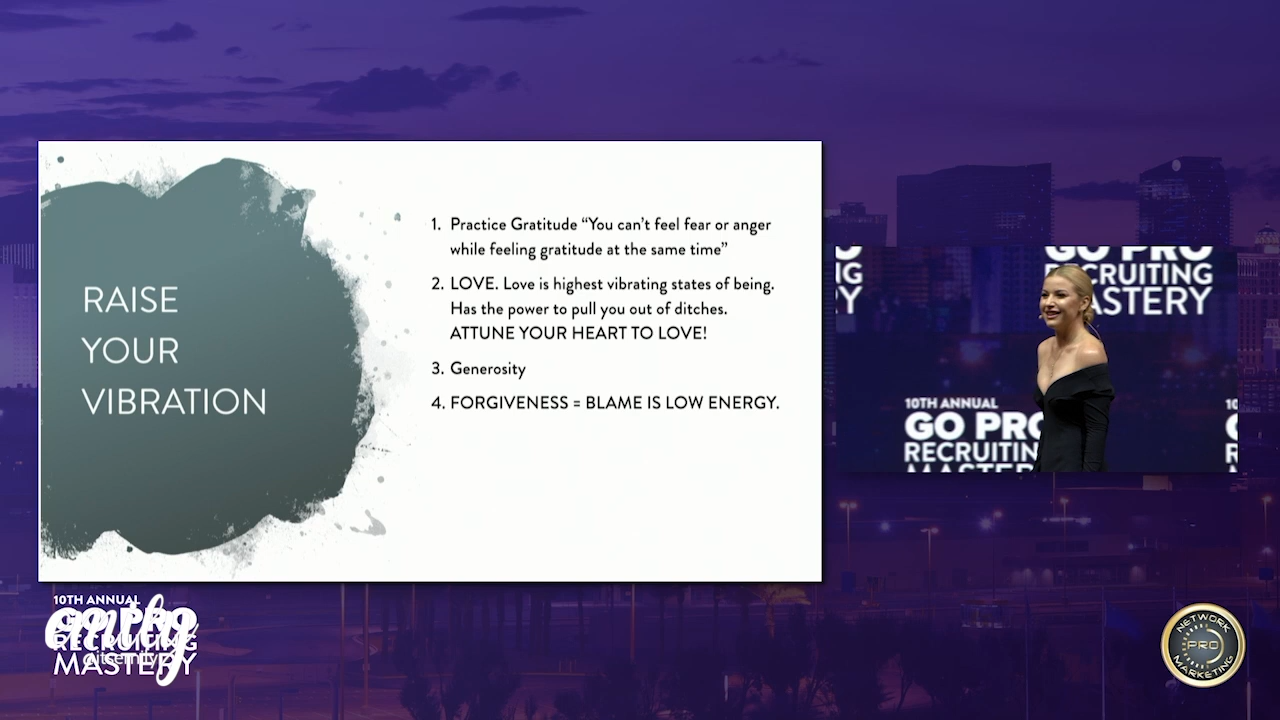 RAISE
YOUR
VIBRATION
1. Practice Gratitude “You can’t feel fear or anger
while feeling gratitude at the same time”
2. LOVE. Love is highest vibrating states of being.
Has the power to pull you out of ditches.
ATTUNE YOUR HEART TO LOVE!
3. Generosity
4. FORGIVENESS = BLAME IS LOW ENERGY.
GO PRO
RECRUITING
MASTERY
10TH ANNUAL
GO PRO
RECRUITIN
10TH ANNUAL
GO PRO
RECRUITING
MASTERY
NETWORK
PRO
MARKETING